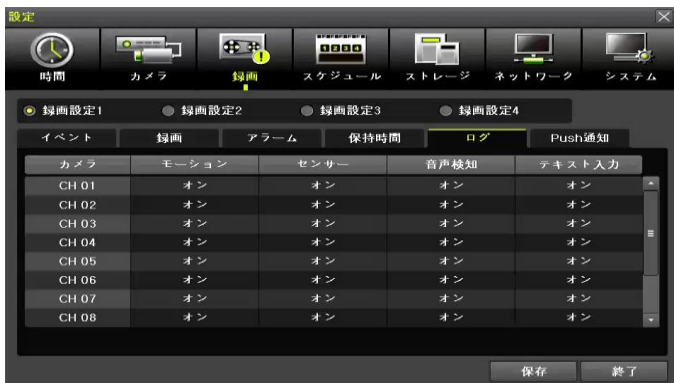 設定
時間 カメラ 録画 スケジュール ストレージ ネットワーク システム
録画設定1 録画設定2 録画設定3 録画設定4
イベント 録画 アラーム 保持時間 ログ Push通知
カメラ モーション センサー 音声検知 テキスト入力
CH 01 オン オン オン オン
CH 02 オン オン オン オン
CH 03 オン オン オン オン
CH 04 オン オン オン オン
CH 05 オン オン オン オン
CH 06 オン オン オン オン
CH 07 オン オン オン オン
CH 08 オン オン オン オン
保存 終了